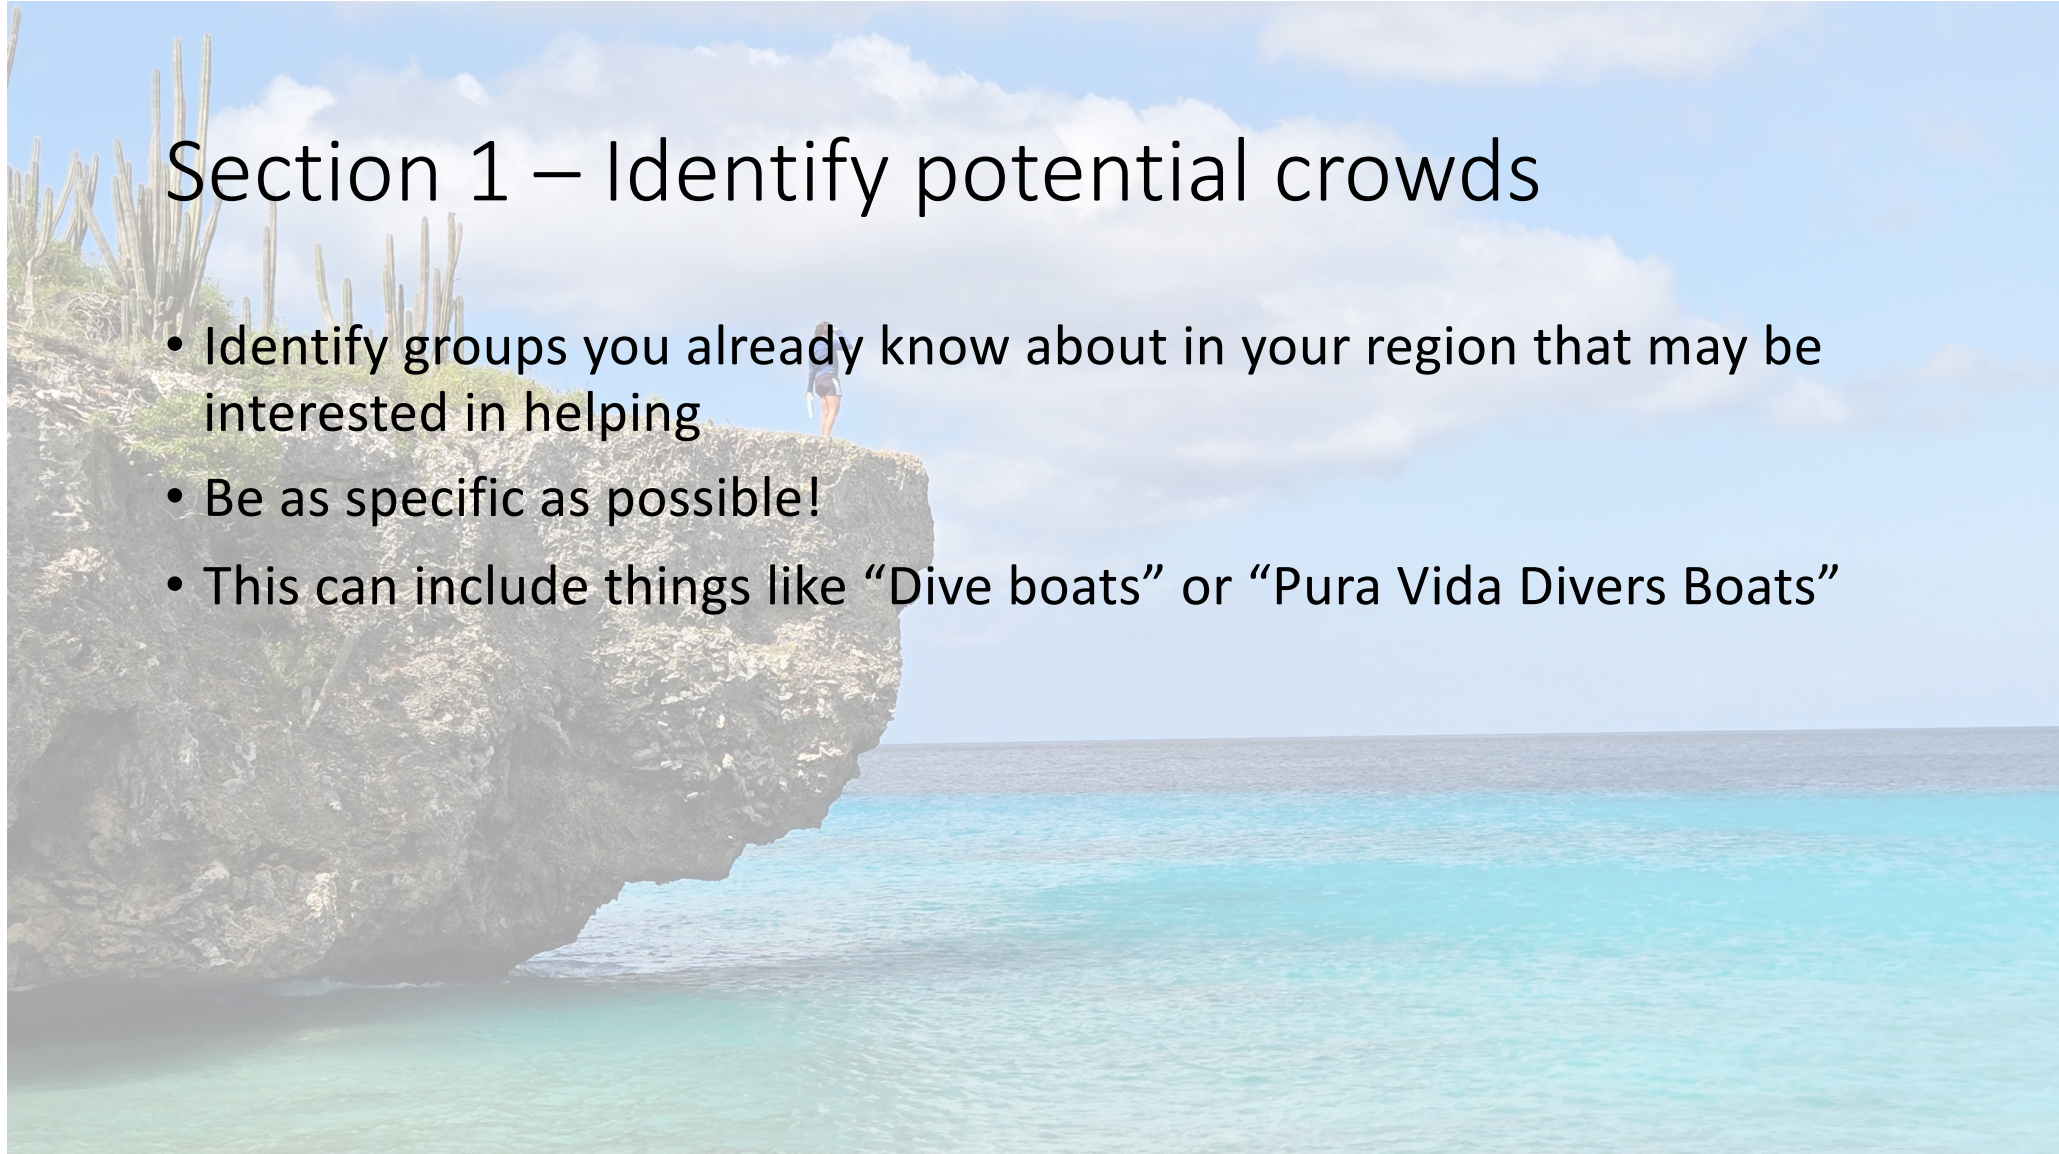 Section 1 – Identify potential crowds
• Identify groups you already know about in your region that may be
interested in helping
• Be as specific as possible!
• This can include things like “Dive boats” or “Pura Vida Divers Boats”